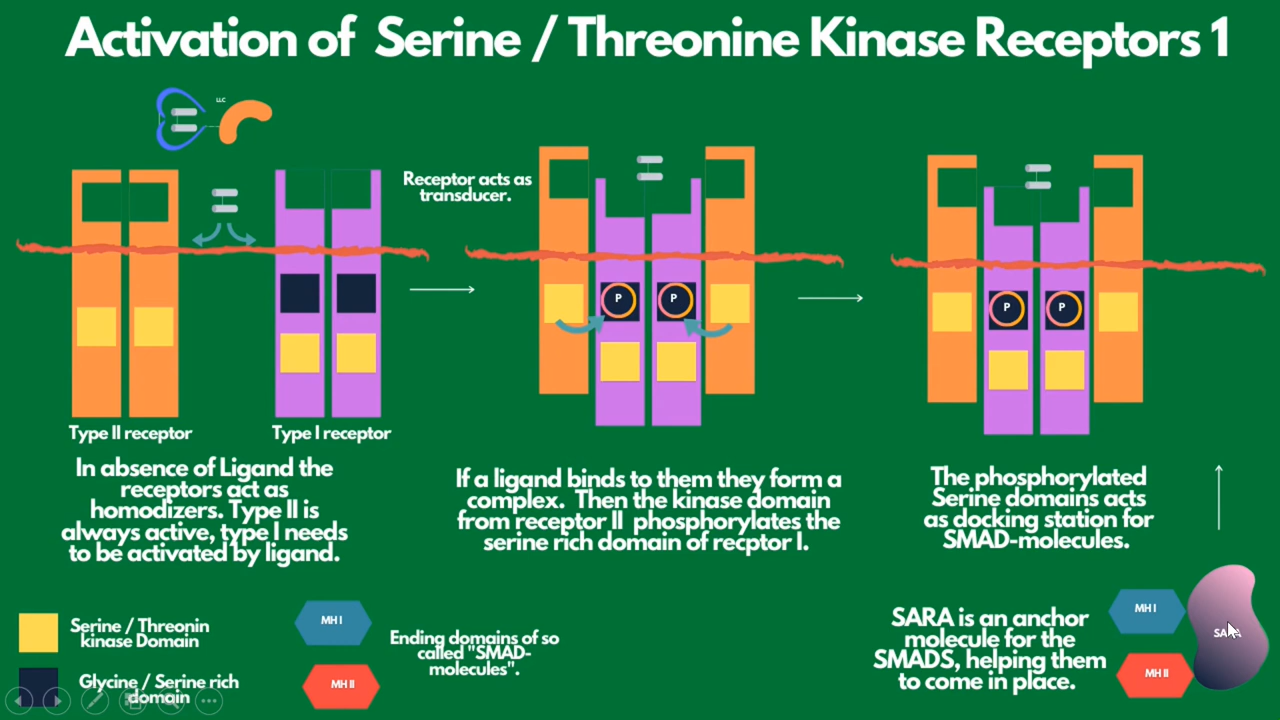 Activation of Serine / Threonine Kinase Receptors 1
LLC
Receptor acts as
transducer.
P
P
P
P
Type II receptor
Type I receptor
In absence of Ligand the
receptors act as
homodizers. Type II is
always active, type I needs
to be activated by ligand.
If a ligand binds to them they form a
complex. Then the kinase domain
from receptor II phosphorylates the
serine rich domain of recptor I.
The phosphorylated
Serine domains acts
as docking station for
SMAD-molecules.
Serine / Threonin
kinase Domain
Glycine / Serine rich
domain
MH I
MH II
Ending domains of so
called "SMAD-
molecules".
SARA is an anchor
molecule for the
SMADS, helping them
to come in place.
MH I
MH II
SARA